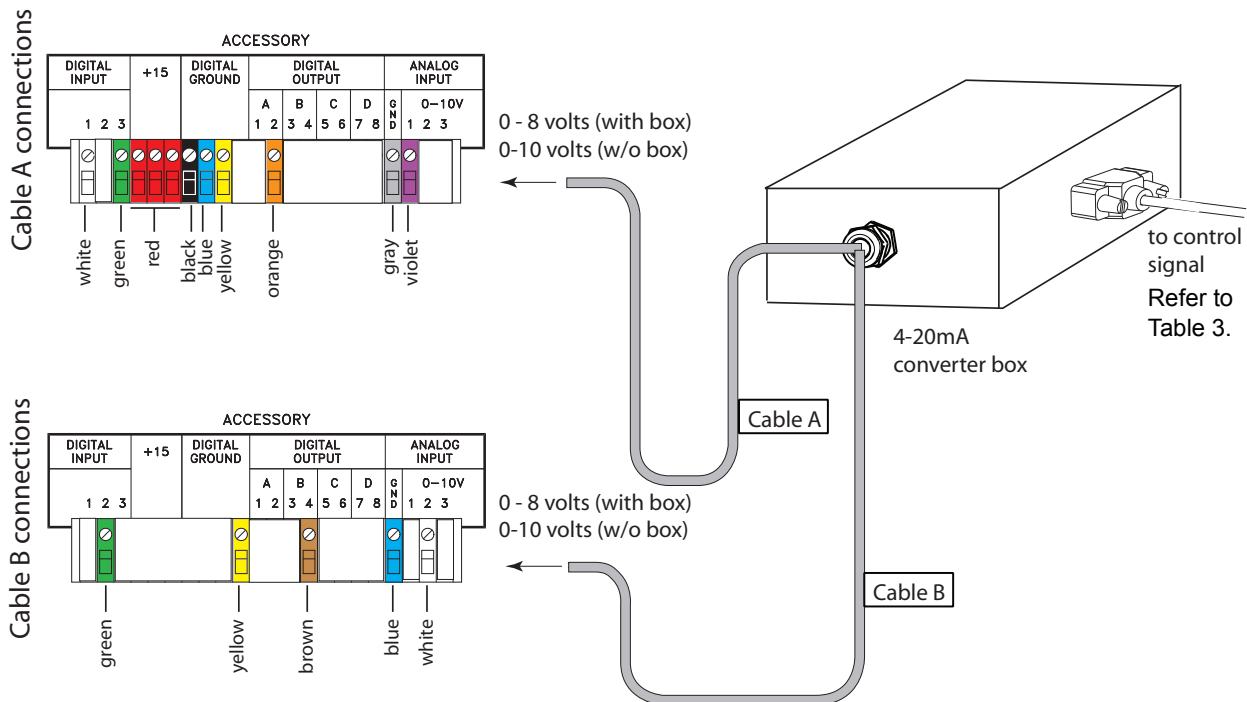 Cable A connections
ACCESSORY
DIGITAL INPUT +15 DIGITAL GROUND DIGITAL OUTPUT ANALOG INPUT
A B C D GND 0–10V
1 2 3 1 2 3 4 5 6 7 8 1 2 3
white
green
red
black
blue
yellow
orange
gray
violet
0 - 8 volts (with box)
0-10 volts (w/o box)
to control
signal
Refer to
Table 3.
4-20mA
converter box
Cable A
Cable B connections
ACCESSORY
DIGITAL INPUT +15 DIGITAL GROUND DIGITAL OUTPUT ANALOG INPUT
A B C D GND 0–10V
1 2 3 1 2 3 4 5 6 7 8 1 2 3
green
yellow
brown
blue
white
0 - 8 volts (with box)
0-10 volts (w/o box)
Cable B